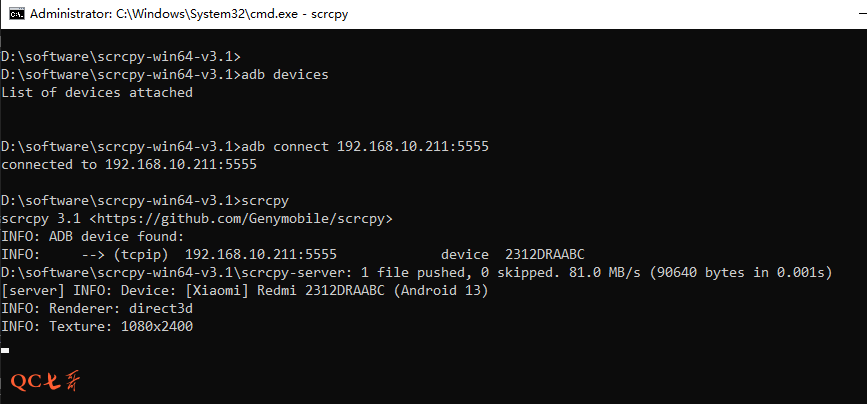 Administrator: C:\Windows\System32\cmd.exe - scrcpy
D:\software\scrcpy-win64-v3.1>
D:\software\scrcpy-win64-v3.1>adb devices
List of devices attached
D:\software\scrcpy-win64-v3.1>adb connect 192.168.10.211:5555
connected to 192.168.10.211:5555
D:\software\scrcpy-win64-v3.1>scrcpy
scrcpy 3.1 <https://github.com/Genymobile/scrcpy>
INFO: ADB device found:
INFO:     --> (tcpip)  192.168.10.211:5555             device  2312DRAABC
D:\software\scrcpy-win64-v3.1\scrcpy-server: 1 file pushed, 0 skipped. 81.0 MB/s (90640 bytes in 0.001s)
[server] INFO: Device: [Xiaomi] Redmi 2312DRAABC (Android 13)
INFO: Renderer: direct3d
INFO: Texture: 1080x2400
QC七哥